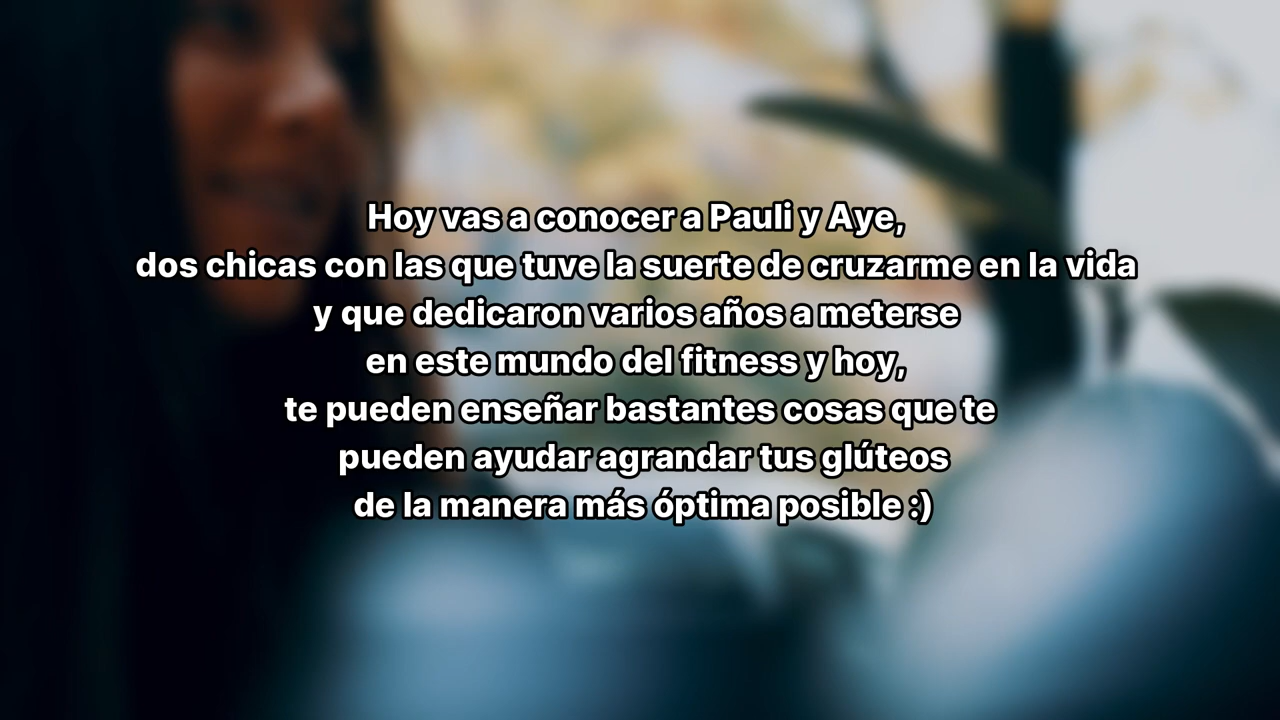 Hoy vas a conocer a Pauli y Aye,
dos chicas con las que tuve la suerte de cruzarme en la vida
y que dedicaron varios años a meterse
en este mundo del fitness y hoy,
te pueden enseñar bastantes cosas que te
pueden ayudar agrandar tus glúteos
de la manera más óptima posible :)